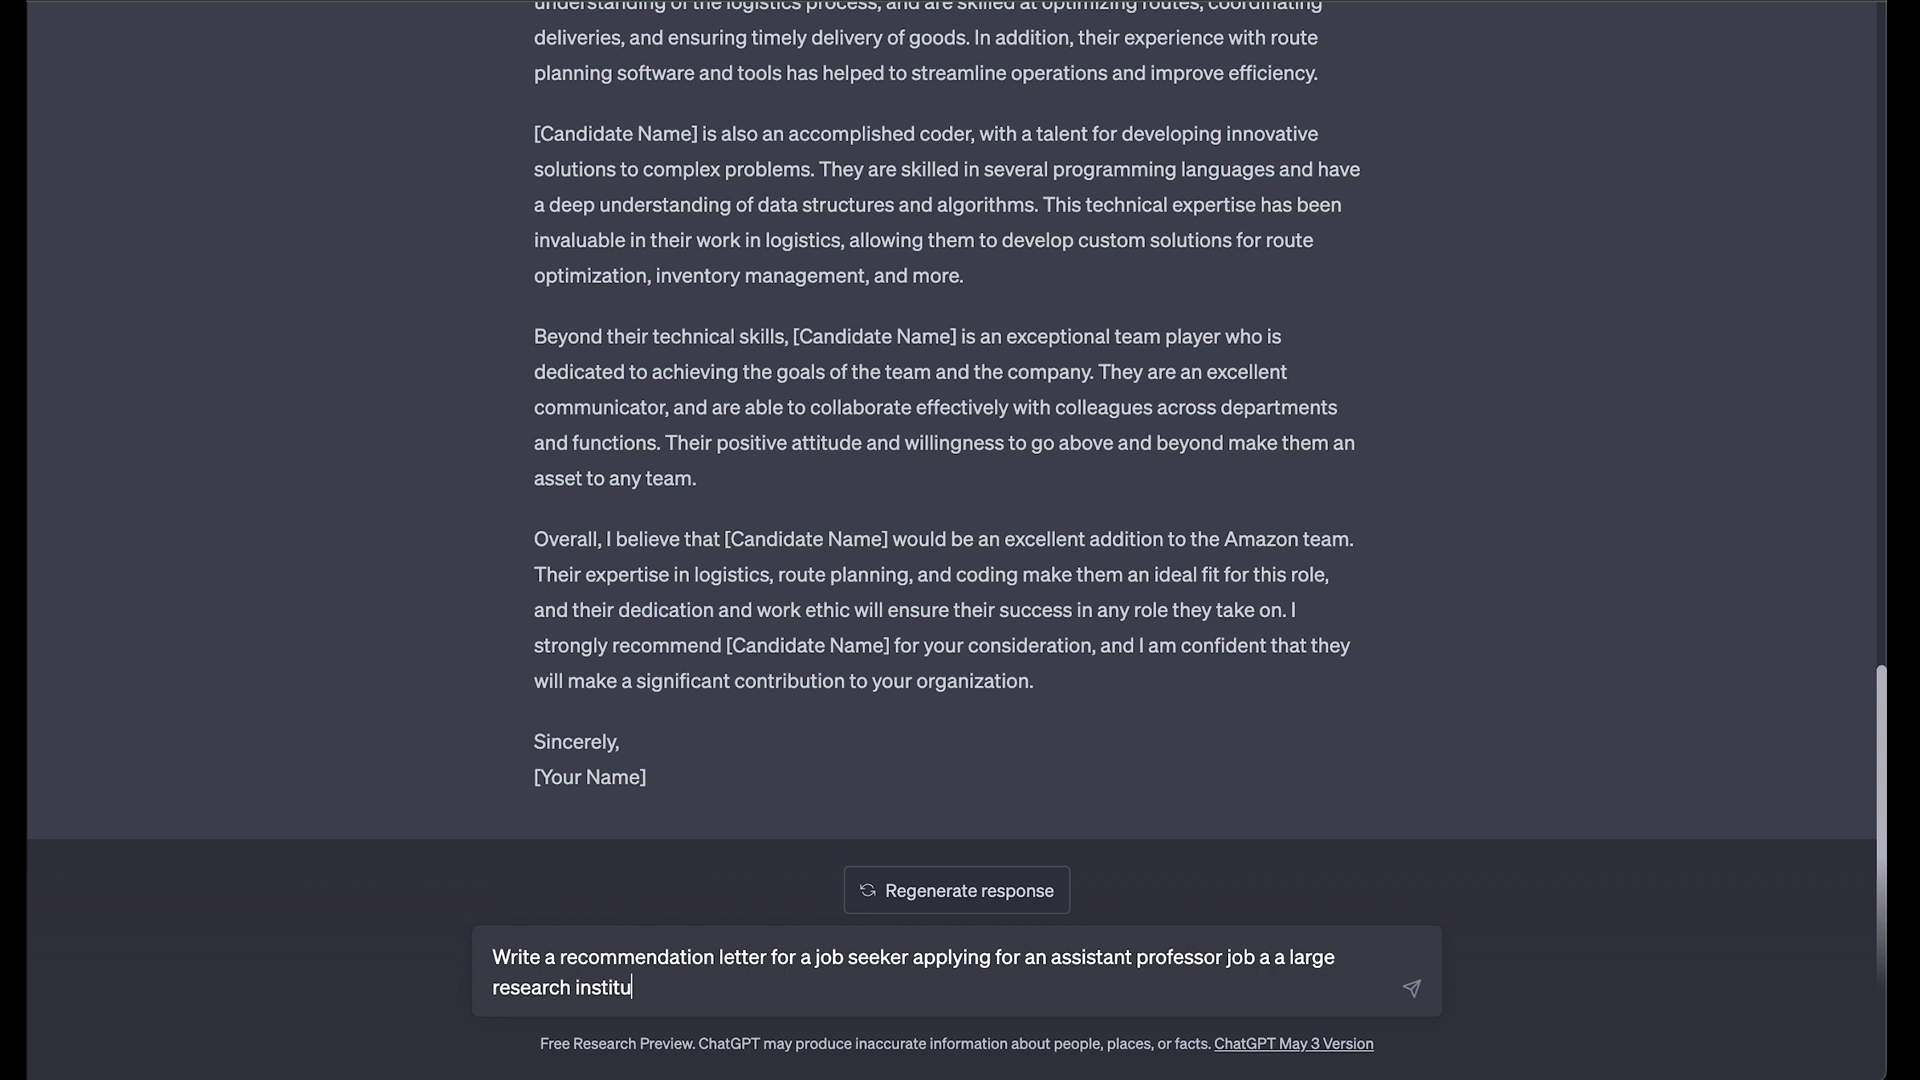 understanding of the logistics process, and are skilled at optimizing routes, coordinating
deliveries, and ensuring timely delivery of goods. In addition, their experience with route
planning software and tools has helped to streamline operations and improve efficiency.
[Candidate Name] is also an accomplished coder, with a talent for developing innovative
solutions to complex problems. They are skilled in several programming languages and have
a deep understanding of data structures and algorithms. This technical expertise has been
invaluable in their work in logistics, allowing them to develop custom solutions for route
optimization, inventory management, and more.
Beyond their technical skills, [Candidate Name] is an exceptional team player who is
dedicated to achieving the goals of the team and the company. They are an excellent
communicator, and are able to collaborate effectively with colleagues across departments
and functions. Their positive attitude and willingness to go above and beyond make them an
asset to any team.
Overall, I believe that [Candidate Name] would be an excellent addition to the Amazon team.
Their expertise in logistics, route planning, and coding make them an ideal fit for this role,
and their dedication and work ethic will ensure their success in any role they take on. I
strongly recommend [Candidate Name] for your consideration, and I am confident that they
will make a significant contribution to your organization.
Sincerely,
[Your Name]
Regenerate response
Write a recommendation letter for a job seeker applying for an assistant professor job a a large
research institu
Free Research Preview. ChatGPT may produce inaccurate information about people, places, or facts. ChatGPT May 3 Version